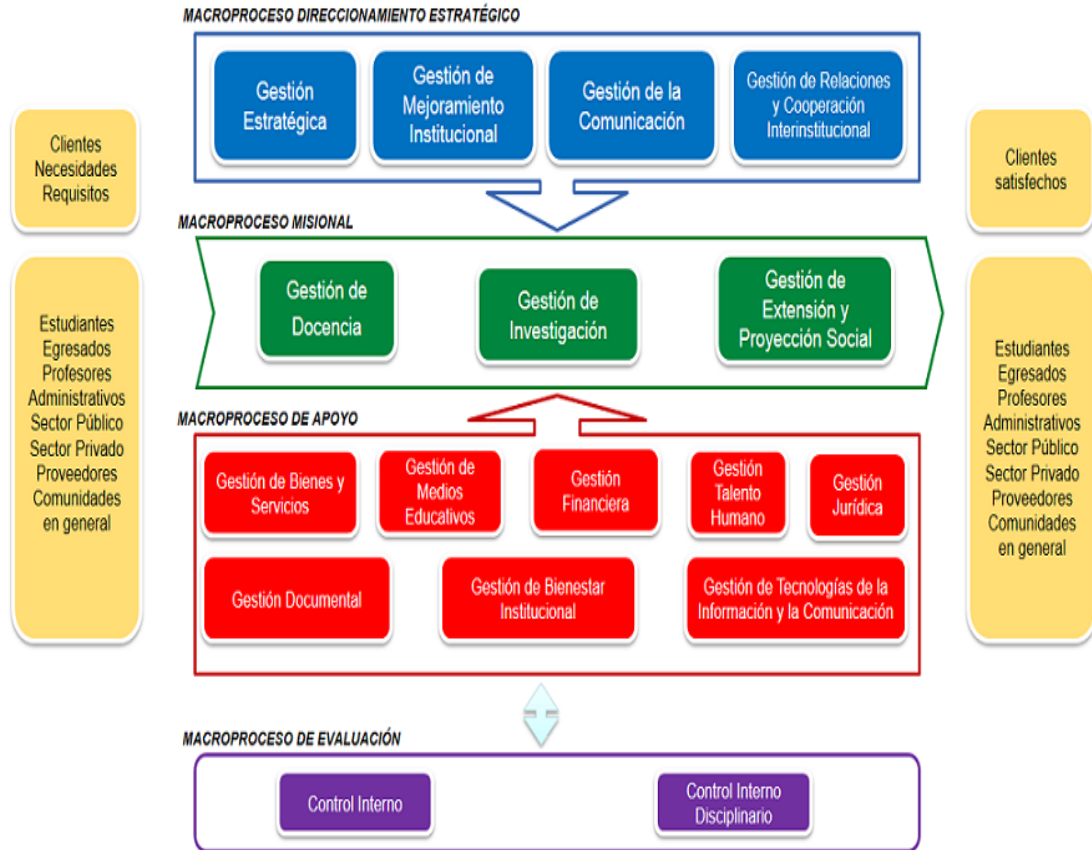 MACROPROCESO DIRECCIONAMIENTO ESTRATÉGICO
Gestión
Estratégica
Gestión de
Mejoramiento
Institucional
Gestión de la
Comunicación
Gestión de Relaciones
y Cooperación
Interinstitucional
Clientes
Necesidades
Requisitos
Clientes
satisfechos
MACROPROCESO MISIONAL
Gestión de
Docencia
Gestión de
Investigación
Gestión de
Extensión y
Proyección Social
Estudiantes
Egresados
Profesores
Administrativos
Sector Público
Sector Privado
Proveedores
Comunidades
en general
Estudiantes
Egresados
Profesores
Administrativos
Sector Público
Sector Privado
Proveedores
Comunidades
en general
MACROPROCESO DE APOYO
Gestión de Bienes y
Servicios
Gestión de
Medios
Educativos
Gestión
Financiera
Gestión
Talento
Humano
Gestión
Jurídica
Gestión Documental
Gestión de Bienestar
Institucional
Gestión de Tecnologías de la
Información y la Comunicación
MACROPROCESO DE EVALUACIÓN
Control Interno
Control Interno
Disciplinario